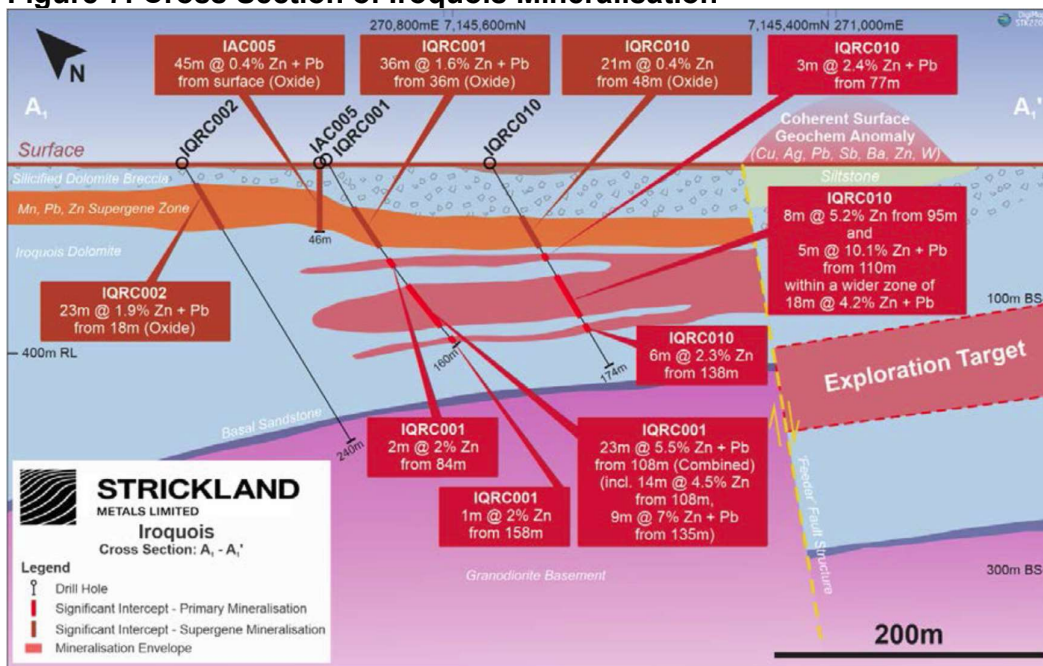 Figure 7: Cross Section of Iroquois Mineralisation
270,800mE 7,145,600mN
7,145,400mN 271,000mE
N
A₁
A₁'
IAC005
45m @ 0.4% Zn + Pb
from surface (Oxide)
IQRC001
36m @ 1.6% Zn + Pb
from 36m (Oxide)
IQRC010
21m @ 0.4% Zn
from 48m (Oxide)
IQRC010
3m @ 2.4% Zn + Pb
from 77m
IQRC002
IAC005
IQRC001
IQRC010
Coherent Surface
Geochem Anomaly
(Cu, Ag, Pb, Sb, Ba, Zn, W)
Surface
Silicified Dolomite Breccia
Siltstone
Mn, Pb, Zn Supergene Zone
46m
Iroquois Dolomite
IQRC010
8m @ 5.2% Zn from 95m
and
5m @ 10.1% Zn + Pb
from 110m
within a wider zone of
18m @ 4.2% Zn + Pb
IQRC002
23m @ 1.9% Zn + Pb
from 18m (Oxide)
100m BS
400m RL
160m
174m
IQRC010
6m @ 2.3% Zn
from 138m
Exploration Target
Basal Sandstone
240m
IQRC001
2m @ 2% Zn
from 84m
IQRC001
23m @ 5.5% Zn + Pb
from 108m (Combined)
(incl. 14m @ 4.5% Zn
from 108m,
9m @ 7% Zn + Pb
from 135m)
IQRC001
1m @ 2% Zn
from 158m
'Feeder' Fault Structure
Granodiorite Basement
300m BS
200m
STRICKLAND
METALS LIMITED
Iroquois
Cross Section: A₁ - A₁'
Legend
Drill Hole
Significant Intercept - Primary Mineralisation
Significant Intercept - Supergene Mineralisation
Mineralisation Envelope